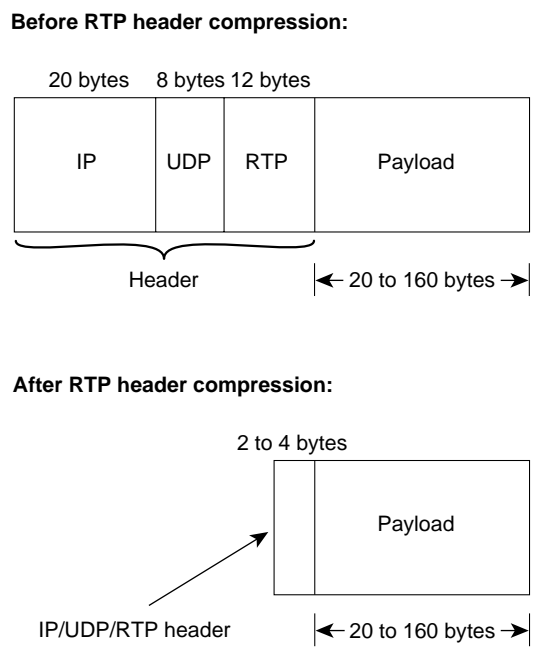 Before RTP header compression:
20 bytes 8 bytes 12 bytes
IP UDP RTP Payload
Header
20 to 160 bytes
After RTP header compression:
2 to 4 bytes
Payload
IP/UDP/RTP header
20 to 160 bytes